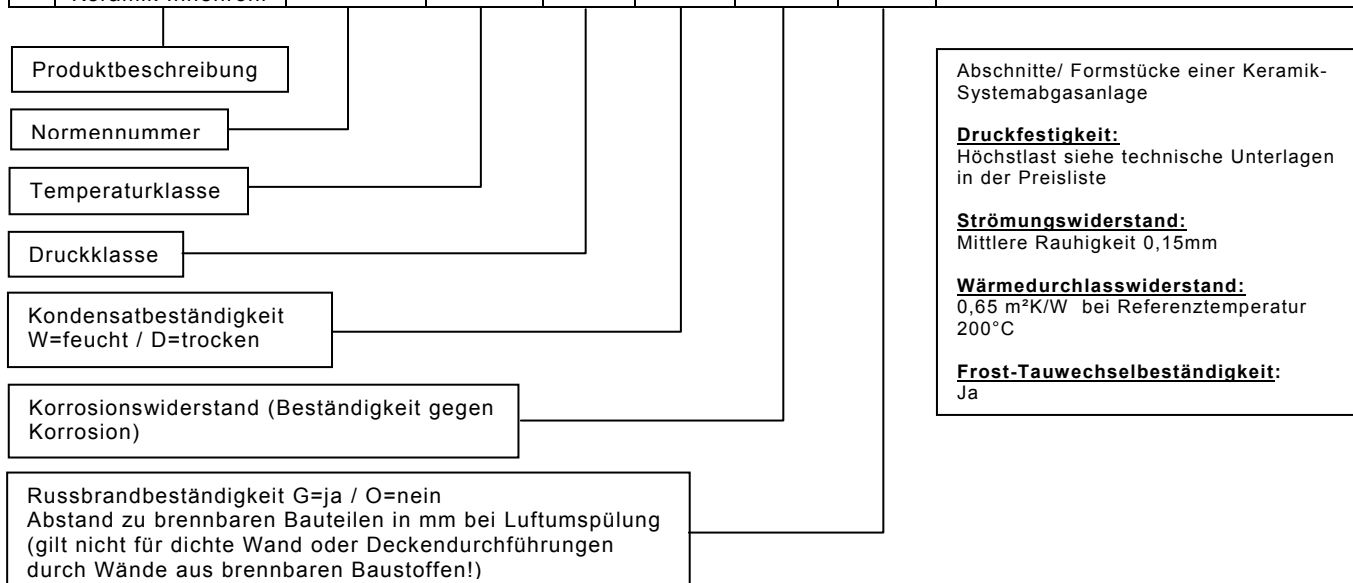 Produktbeschreibung
Normennummer
Temperaturklasse
Druckklasse
Kondensatbeständigkeit
W=feucht / D=trocken
Korrosionswiderstand (Beständigkeit gegen
Korrosion)
Russbrandbeständigkeit G=ja / O=nein
Abstand zu brennbaren Bauteilen in mm bei Luftumspülung
(gilt nicht für dichte Wand oder Deckendurchführungen
durch Wände aus brennbaren Baustoffen!)
Abschnitte/ Formstücke einer Keramik-
Systemabgasanlage
Druckfestigkeit:
Höchstlast siehe technische Unterlagen
in der Preisliste
Strömungswiderstand:
Mittlere Rauhigkeit 0,15mm
Wärmedurchlasswiderstand:
0,65 m²K/W bei Referenztemperatur
200°C
Frost-Tauwechselbeständigkeit:
Ja